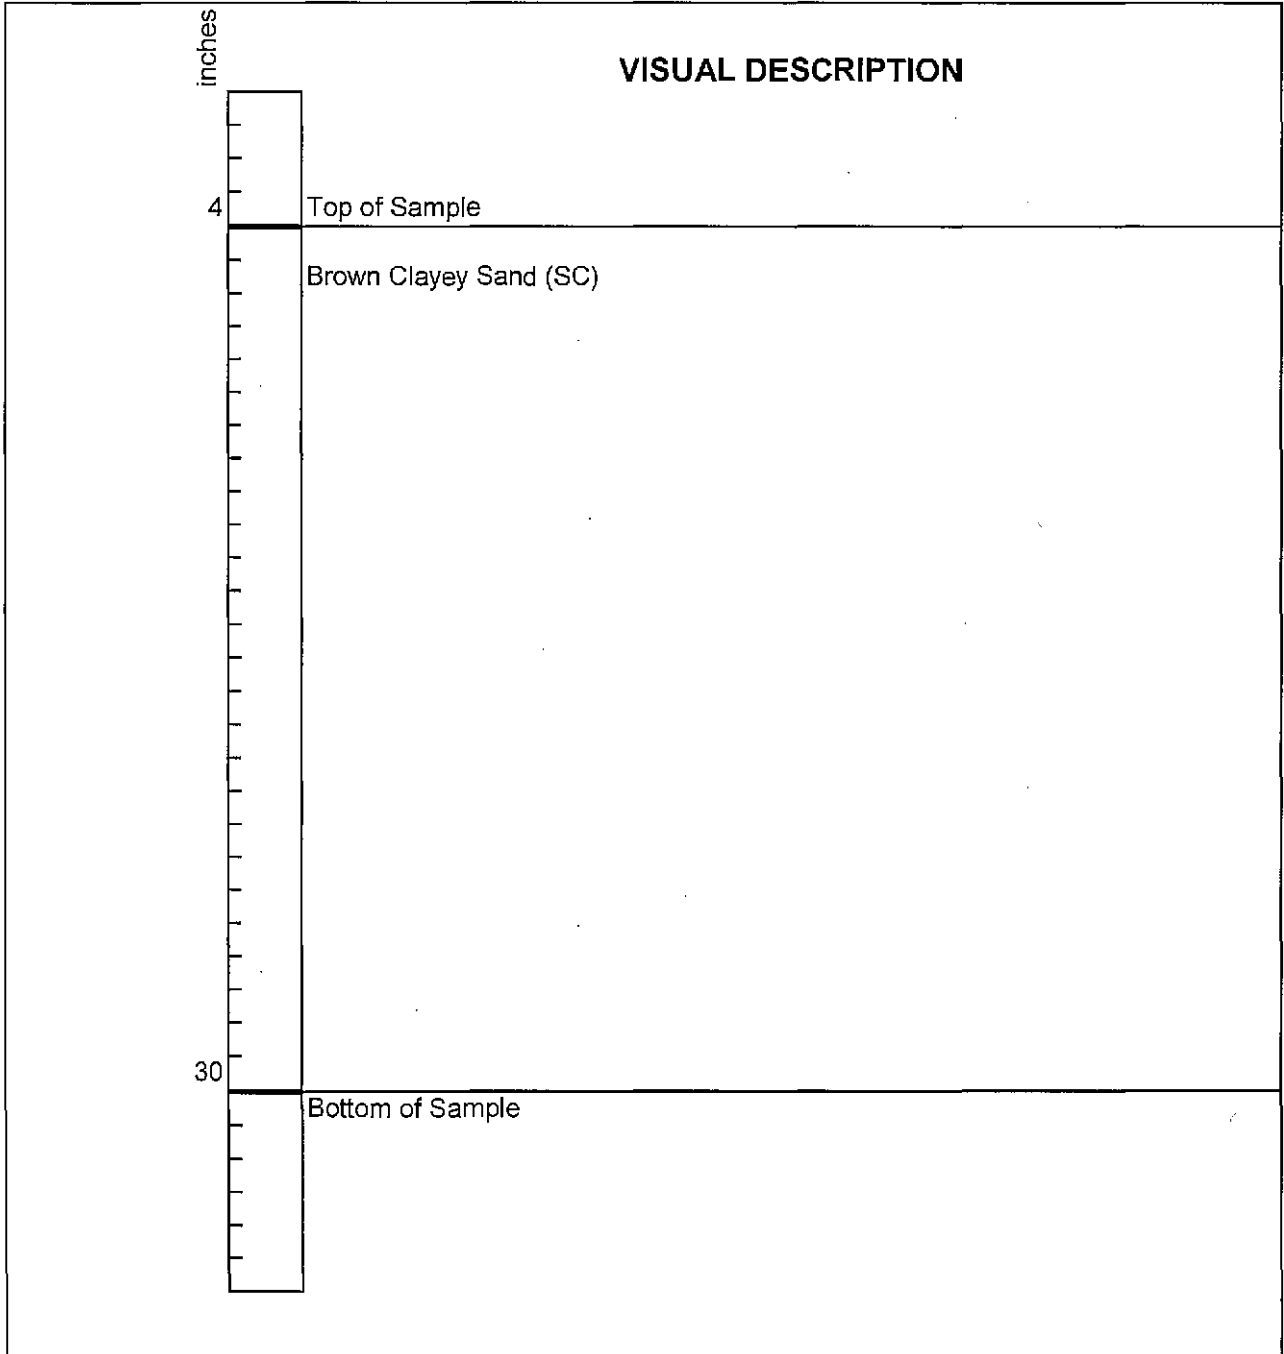 inches
VISUAL DESCRIPTION
4
Top of Sample
Brown Clayey Sand (SC)
30
Bottom of Sample